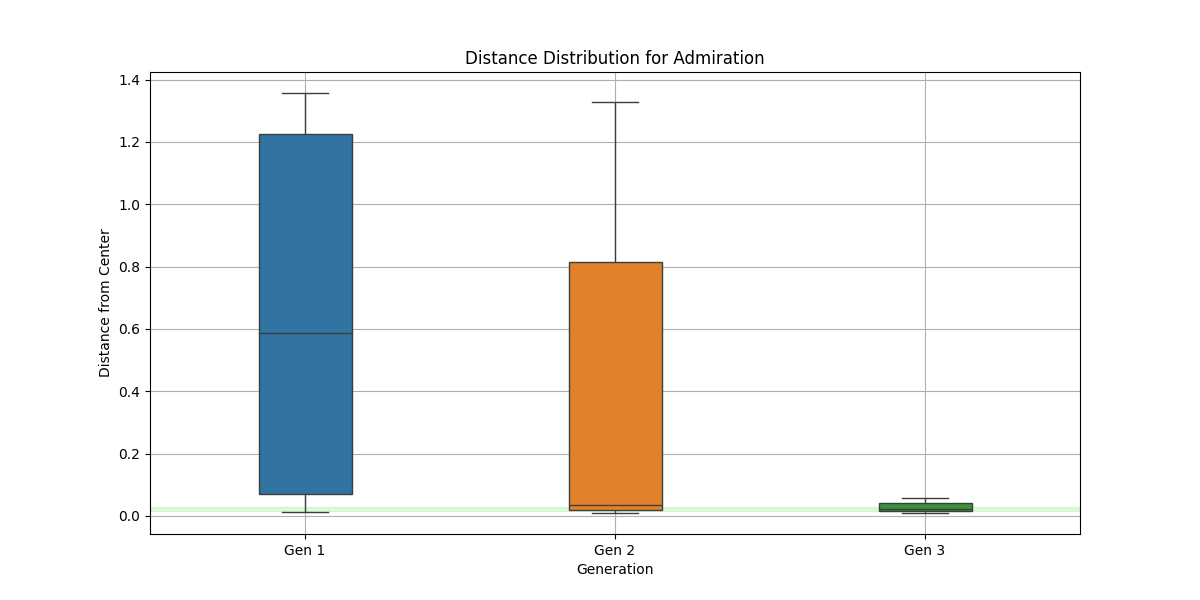 Distance Distribution for Admiration
1.4
1.2
1.0
0.8
0.6
0.4
0.2
0.0
Distance from Center
Gen 1 Gen 2 Gen 3
Generation